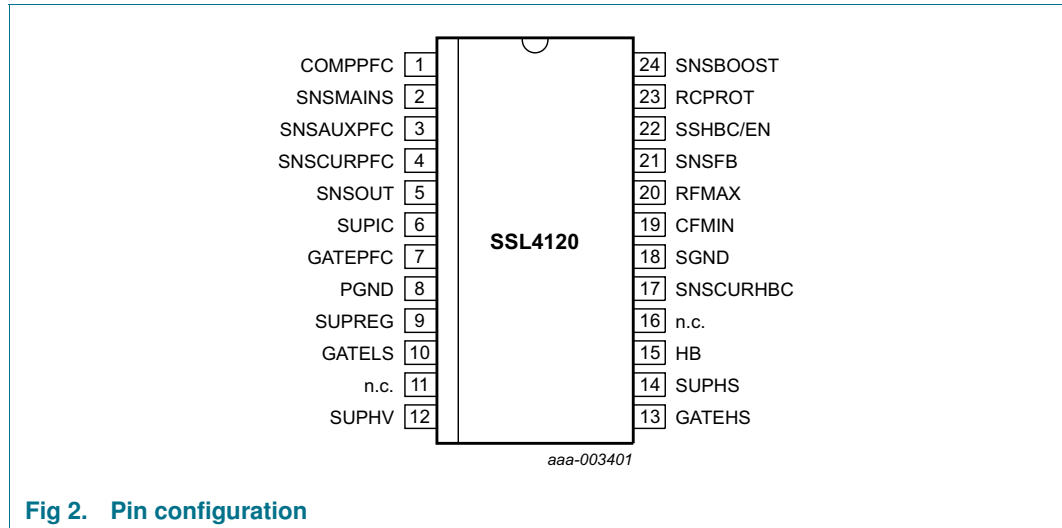 COMPPFC 1
SNSMAINS 2
SNSAUXPFC 3
SNSCURPFC 4
SNSOUT 5
SUPIC 6
GATEPFC 7
PGND 8
SUPREG 9
GATELS 10
n.c. 11
SUPHV 12
SSL4120
24 SNSBOOST
23 RCPROT
22 SSHBC/EN
21 SNSFB
20 RFMAX
19 CFMIN
18 SGND
17 SNSCURHBC
16 n.c.
15 HB
14 SUPHS
13 GATEHS
aaa-003401
Fig 2. Pin configuration